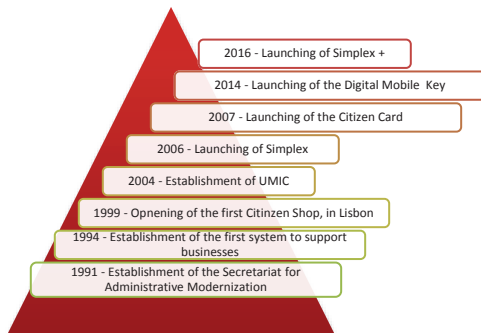 2016 - Launching of Simplex +
2014 - Launching of the Digital Mobile Key
2007 - Launching of the Citizen Card
2006 - Launching of Simplex
2004 - Establishment of UMIC
1999 - Opnening of the first Citinzen Shop, in Lisbon
1994 - Establishment of the first system to support
businesses
1991 - Establishment of the Secretariat for
Administrative Modernization